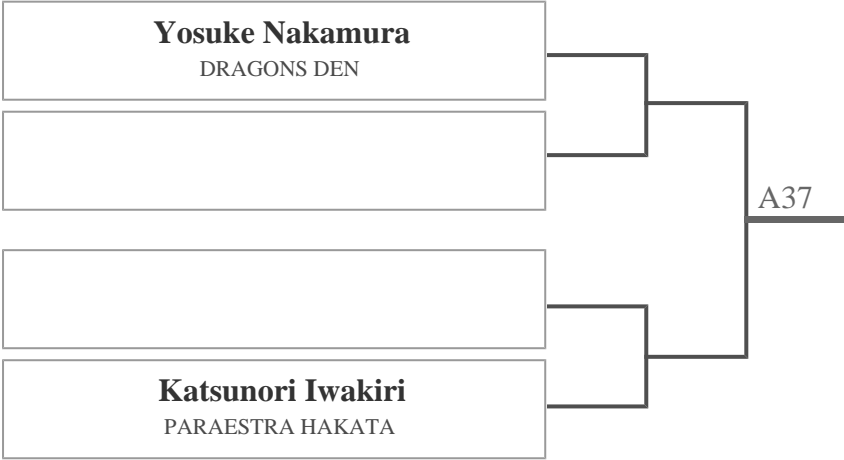 Yosuke Nakamura
DRAGONS DEN
A37
Katsunori Iwakiri
PARAESTRA HAKATA